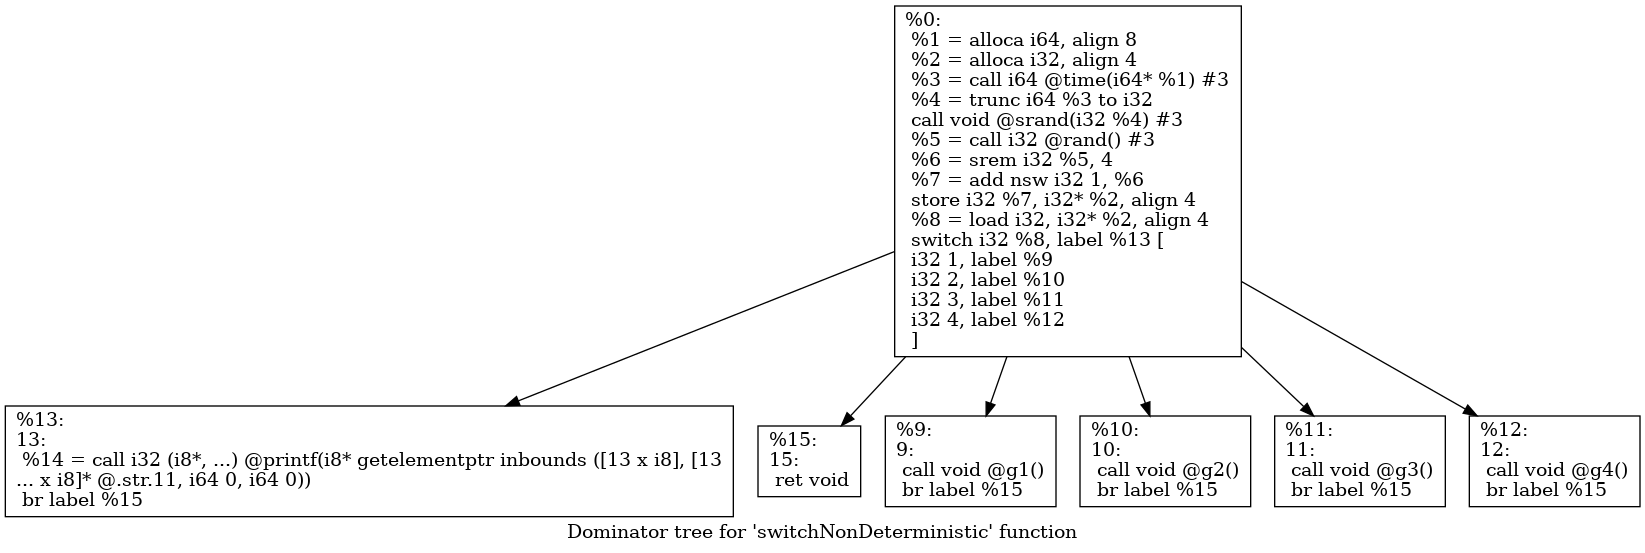 %0:
%1 = alloca i64, align 8
%2 = alloca i32, align 4
%3 = call i64 @time(i64* %1) #3
%4 = trunc i64 %3 to i32
call void @srand(i32 %4) #3
%5 = call i32 @rand() #3
%6 = srem i32 %5, 4
%7 = add nsw i32 1, %6
store i32 %7, i32* %2, align 4
%8 = load i32, i32* %2, align 4
switch i32 %8, label %13 [
i32 1, label %9
i32 2, label %10
i32 3, label %11
i32 4, label %12
]
%13:
13:
%14 = call i32 (i8*, ...) @printf(i8* getelementptr inbounds ([13 x i8], [13
... x i8]* @.str.11, i64 0, i64 0))
br label %15
%15:
15:
ret void
%9:
9:
call void @g1()
br label %15
%10:
10:
call void @g2()
br label %15
%11:
11:
call void @g3()
br label %15
%12:
12:
call void @g4()
br label %15
Dominator tree for 'switchNonDeterministic' function